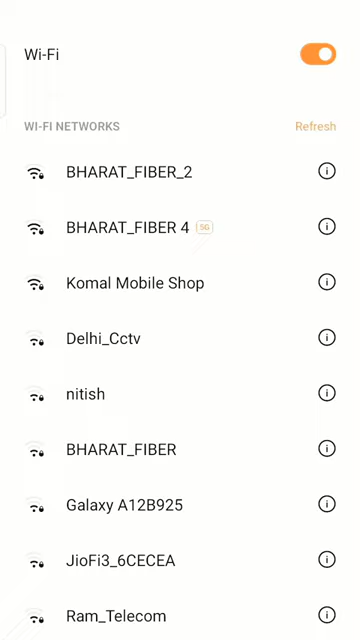 Wi-Fi
WI-FI NETWORKS Refresh
BHARAT_FIBER_2
BHARAT_FIBER 4 5G
Komal Mobile Shop
Delhi_Cctv
nitish
BHARAT_FIBER
Galaxy A12B925
JioFi3_6CECEA
Ram_Telecom